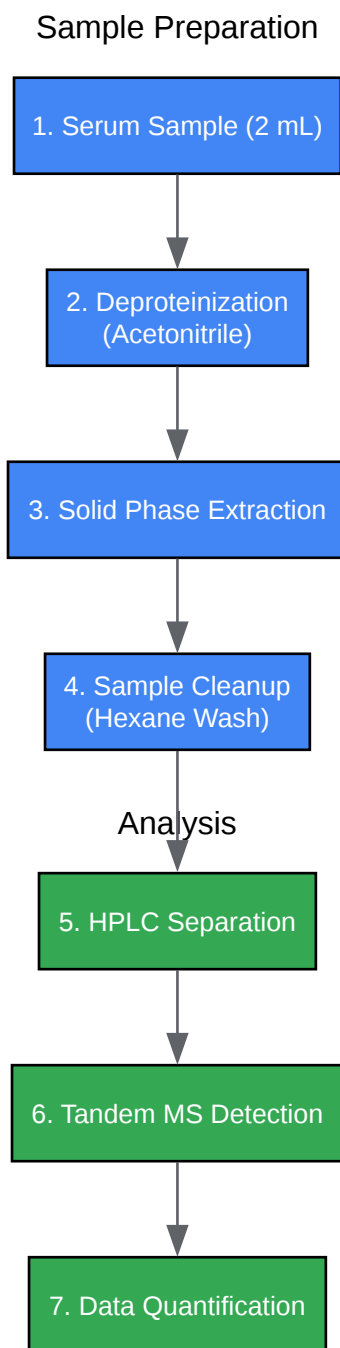 Sample Preparation
1. Serum Sample (2 mL)
2. Deproteinization
(Acetonitrile)
3. Solid Phase Extraction
4. Sample Cleanup
(Hexane Wash)
Analysis
5. HPLC Separation
6. Tandem MS Detection
7. Data Quantification